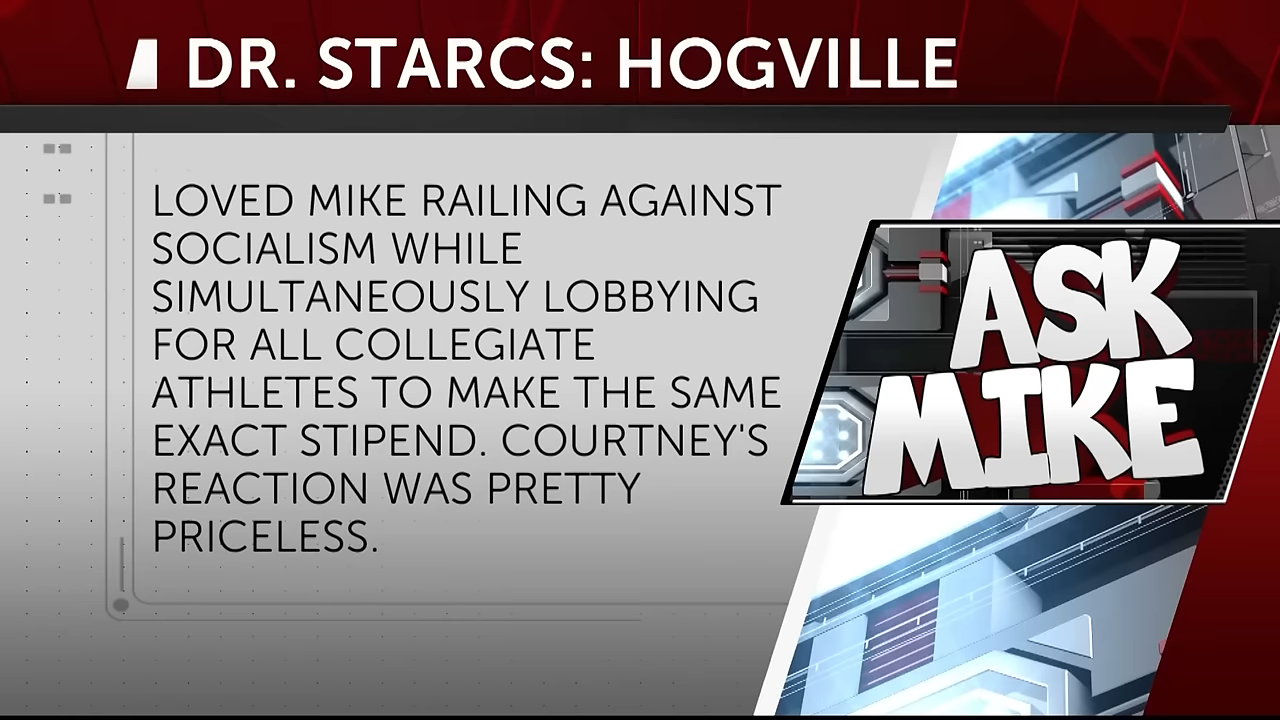 DR. STARCS: HOGVILLE
LOVED MIKE RAILING AGAINST
SOCIALISM WHILE
SIMULTANEOUSLY LOBBYING
FOR ALL COLLEGIATE
ATHLETES TO MAKE THE SAME
EXACT STIPEND. COURTNEY'S
REACTION WAS PRETTY
PRICELESS.
ASK
MIKE